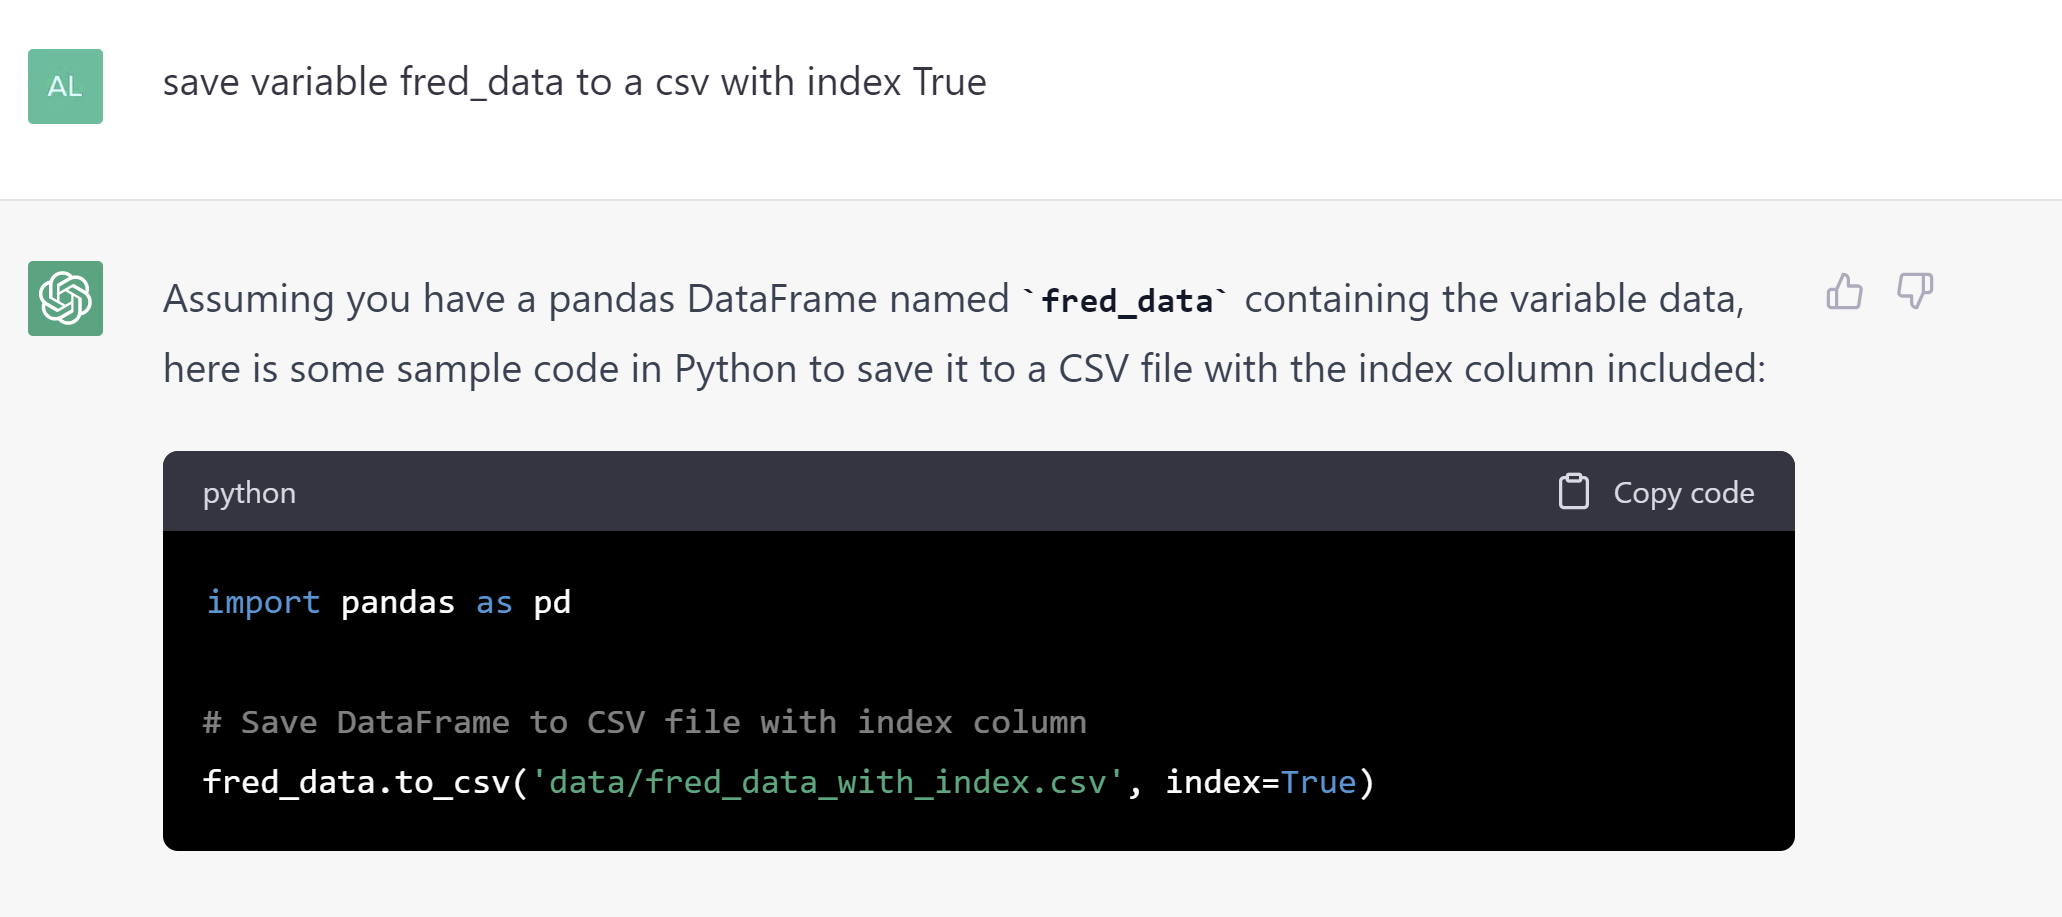 AL
save variable fred_data to a csv with index True
Assuming you have a pandas DataFrame named `fred_data` containing the variable data,
here is some sample code in Python to save it to a CSV file with the index column included:
python
Copy code
import pandas as pd
# Save DataFrame to CSV file with index column
fred_data.to_csv('data/fred_data_with_index.csv', index=True)